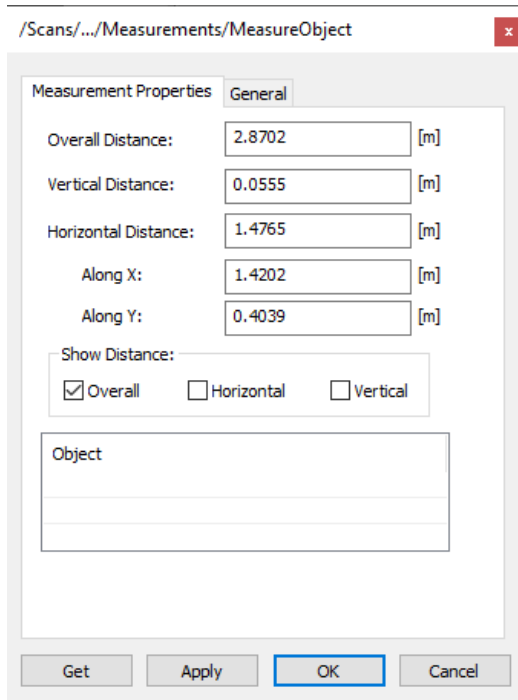 /Scans/.../Measurements/MeasureObject x
Measurement Properties General
Overall Distance: 2.8702 [m]
Vertical Distance: 0.0555 [m]
Horizontal Distance: 1.4765 [m]
Along X: 1.4202 [m]
Along Y: 0.4039 [m]
Show Distance:
Overall Horizontal Vertical
Object
Get Apply OK Cancel